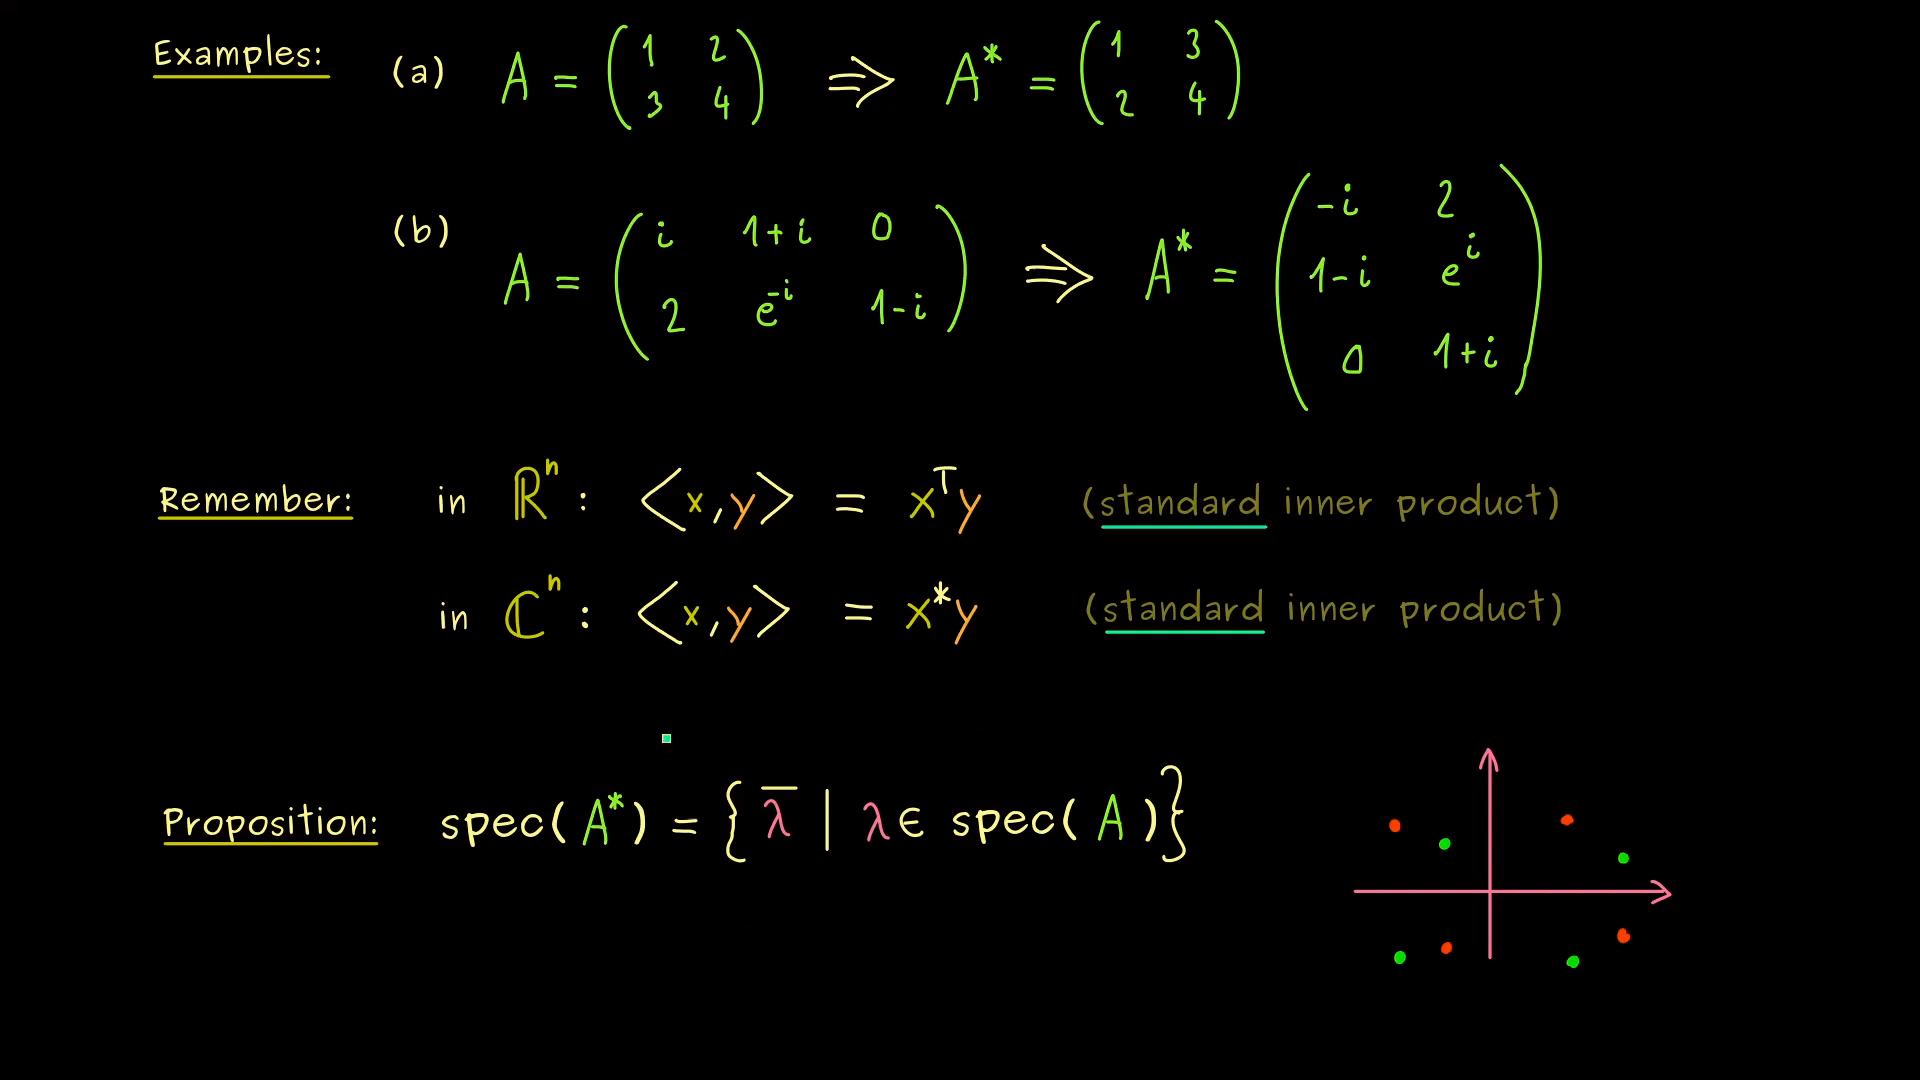 Examples: (a) A = ( 1 2 ; 3 4 ) ⇒ A* = ( 1 3 ; 2 4 )
(b) A = ( i 1+i 0 ; 2 e^{-i} 1-i ) ⇒ A* = ( -i 2 ; 1-i e^i ; 0 1+i )
Remember: in ℝ^n : <x,y> = x^T y (standard inner product)
in ℂ^n : <x,y> = x* y (standard inner product)
Proposition: spec(A*) = { λ̅ | λ ∈ spec(A) }